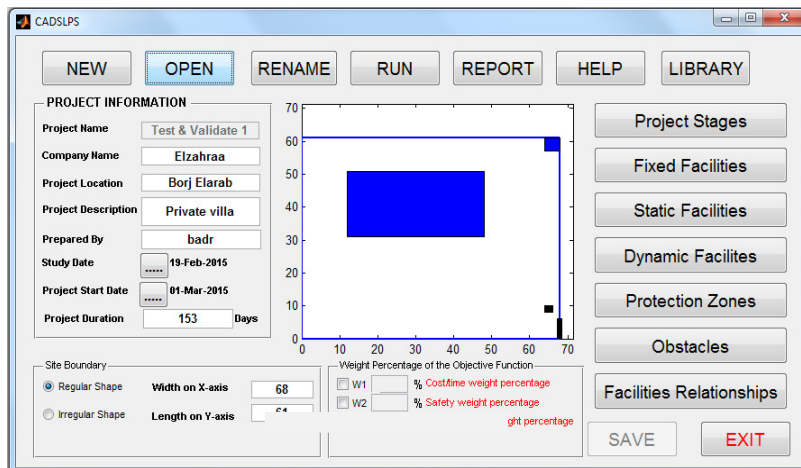 CADSLPS
NEW OPEN RENAME RUN REPORT HELP LIBRARY
PROJECT INFORMATION
Project Name Test & Validate 1
Company Name Elzahraa
Project Location Borj Elarab
Project Description Private villa
Prepared By badr
Study Date ..... 19-Feb-2015
Project Start Date ..... 01-Mar-2015
Project Duration 153 Days
70
60
50
40
30
20
10
0
0 10 20 30 40 50 60 70
Project Stages
Fixed Facilities
Static Facilities
Dynamic Facilites
Protection Zones
Obstacles
Facilities Relationships
Site Boundary
Regular Shape Width on X-axis 68
Irregular Shape Length on Y-axis
Weight Percentage of the Objective Function
W1 % Cost/time weight percentage
W2 % Safety weight percentage
ght percentage
SAVE EXIT